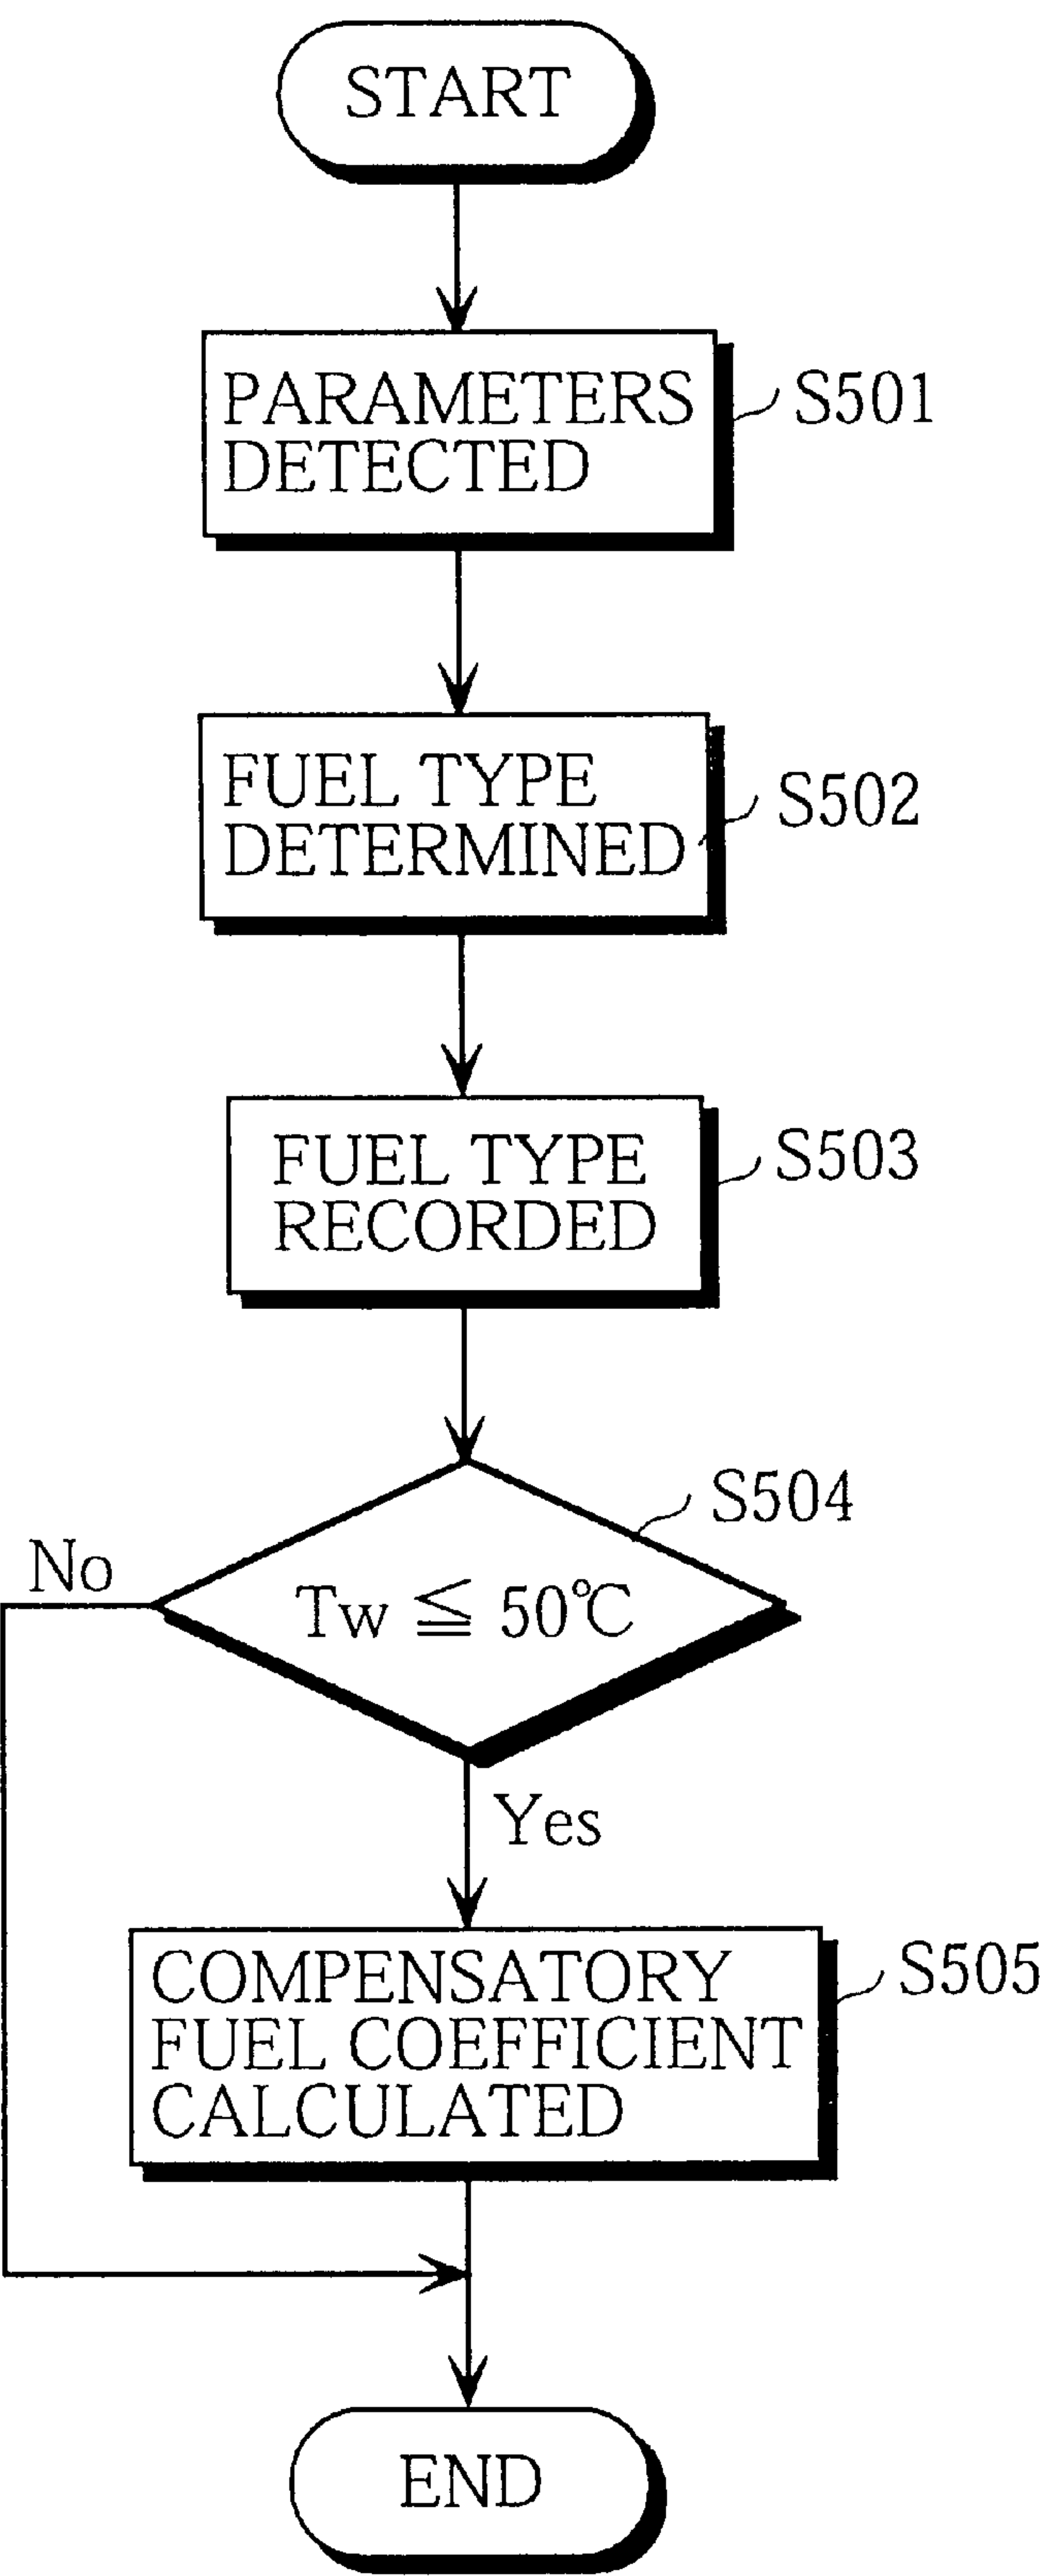 START
PARAMETERS
DETECTED
S501
FUEL TYPE
DETERMINED
S502
FUEL TYPE
RECORDED
S503
S504
No
Tw ≦ 50℃
Yes
COMPENSATORY
FUEL COEFFICIENT
CALCULATED
S505
END